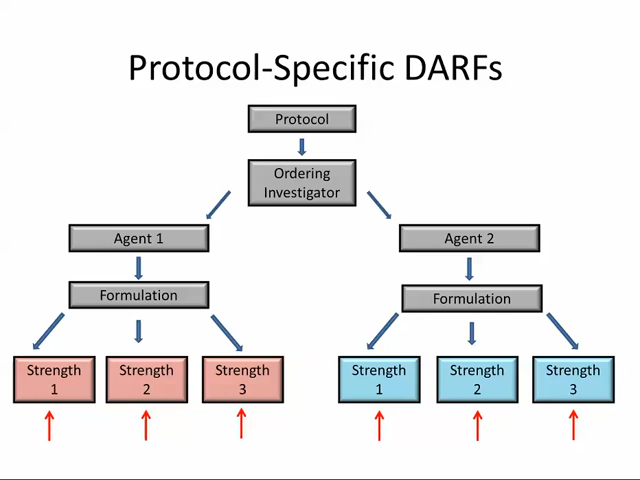 Protocol-Specific DARFs
Protocol
Ordering
Investigator
Agent 1
Agent 2
Formulation
Formulation
Strength
1
Strength
2
Strength
3
Strength
1
Strength
2
Strength
3